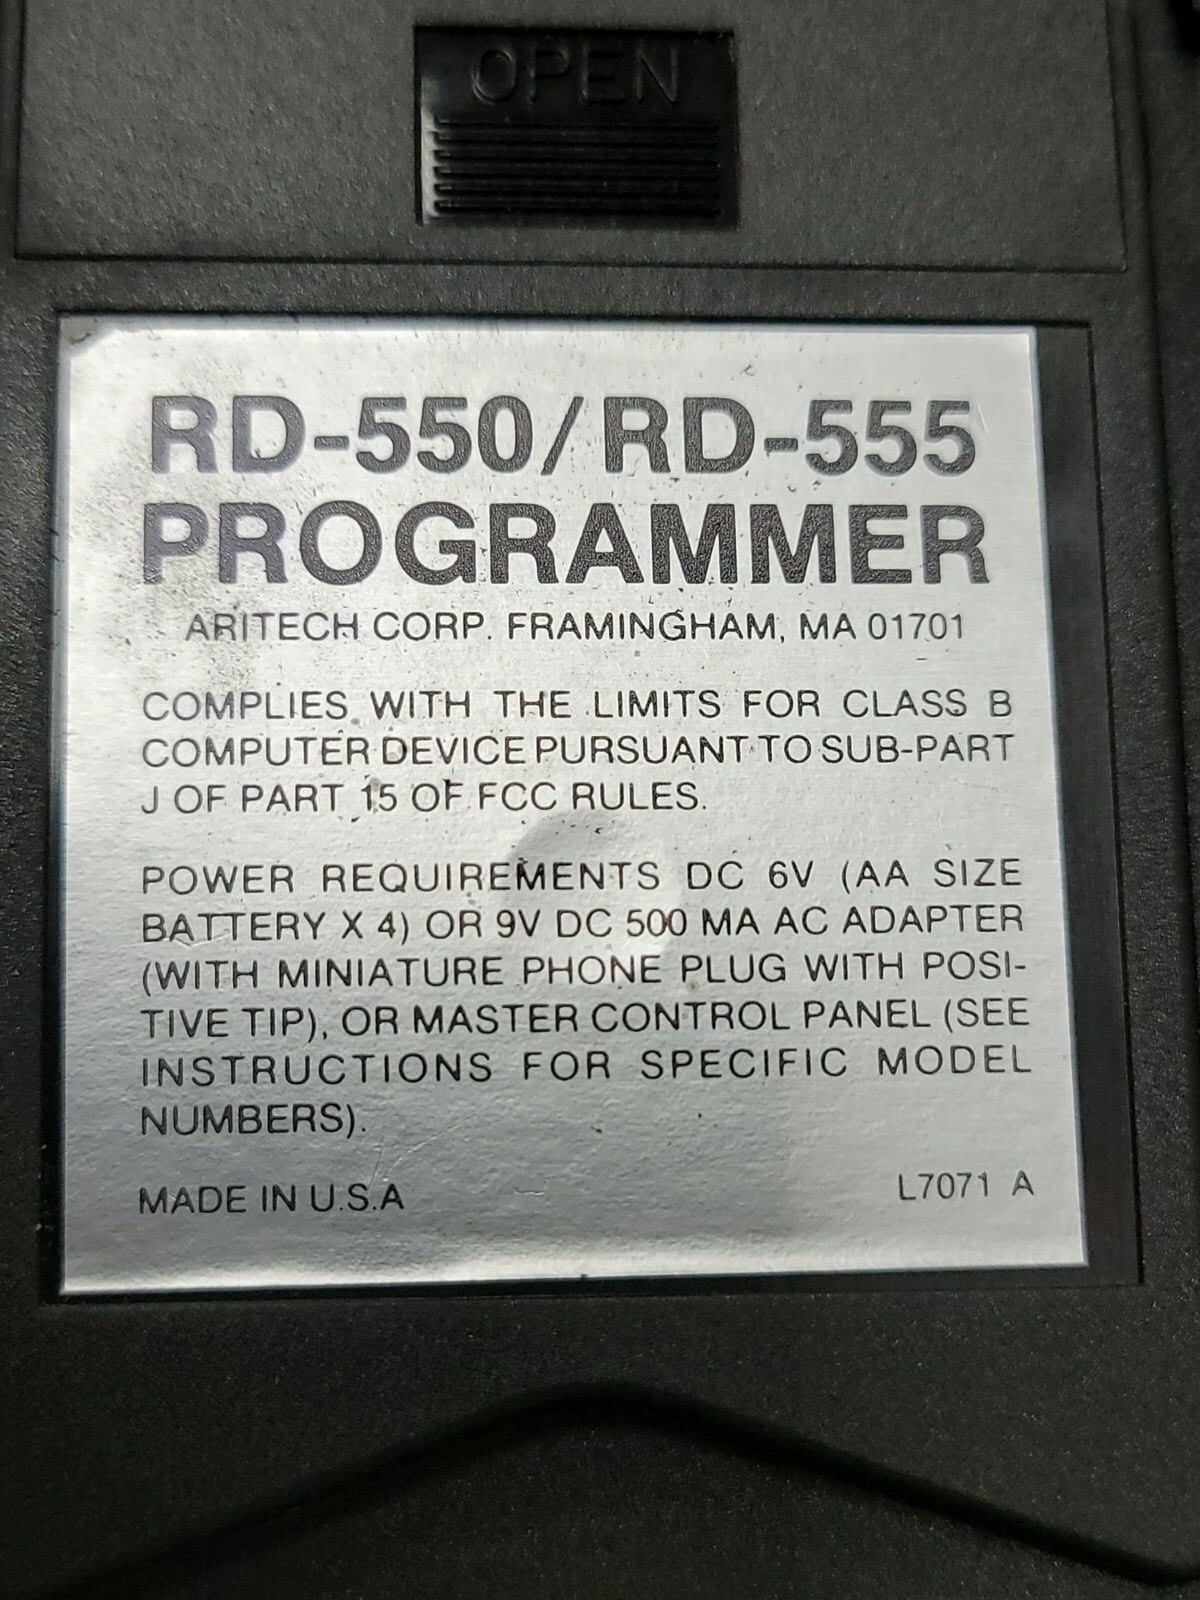 OPEN
RD-550/RD-555
PROGRAMMER
ARITECH CORP. FRAMINGHAM, MA 01701
COMPLIES WITH THE LIMITS FOR CLASS B
COMPUTER DEVICE PURSUANT TO SUB-PART
J OF PART 15 OF FCC RULES.
POWER REQUIREMENTS DC 6V (AA SIZE
BATTERY X 4) OR 9V DC 500 MA AC ADAPTER
(WITH MINIATURE PHONE PLUG WITH POSI-
TIVE TIP), OR MASTER CONTROL PANEL (SEE
INSTRUCTIONS FOR SPECIFIC MODEL
NUMBERS).
MADE IN U.S.A
L7071 A